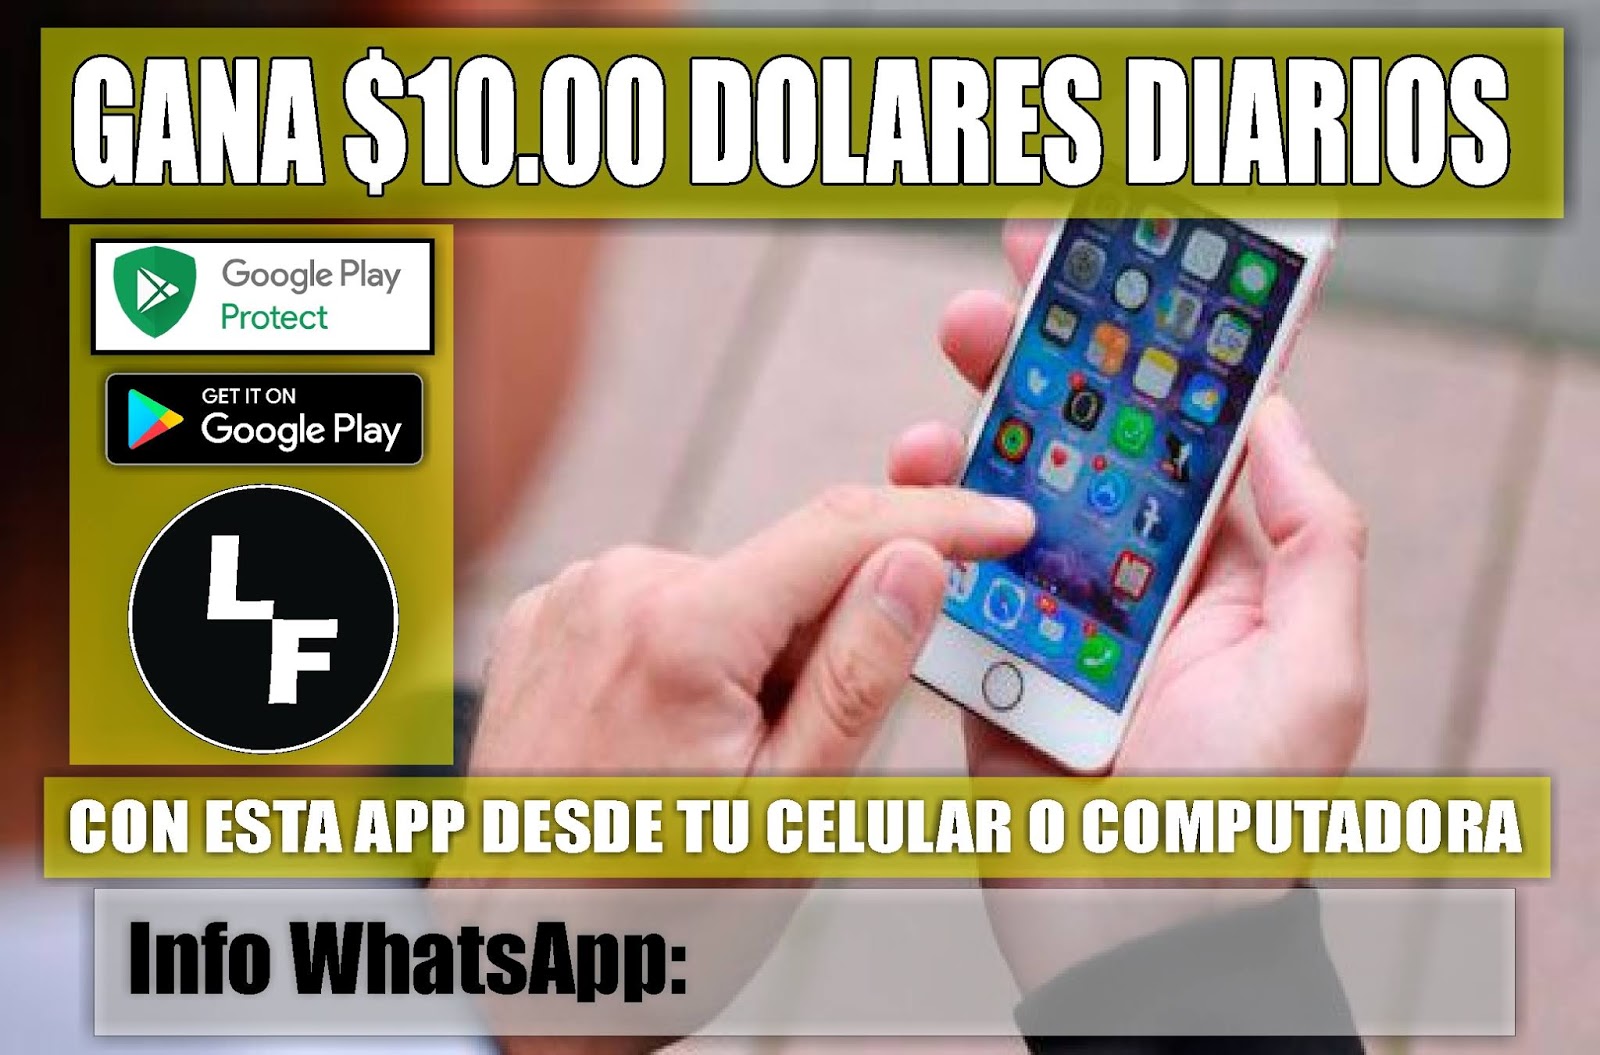 GANA $10.00 DOLARES DIARIOS
Google Play
Protect
GET IT ON
Google Play
LF
CON ESTA APP DESDE TU CELULAR O COMPUTADORA
Info WhatsApp: